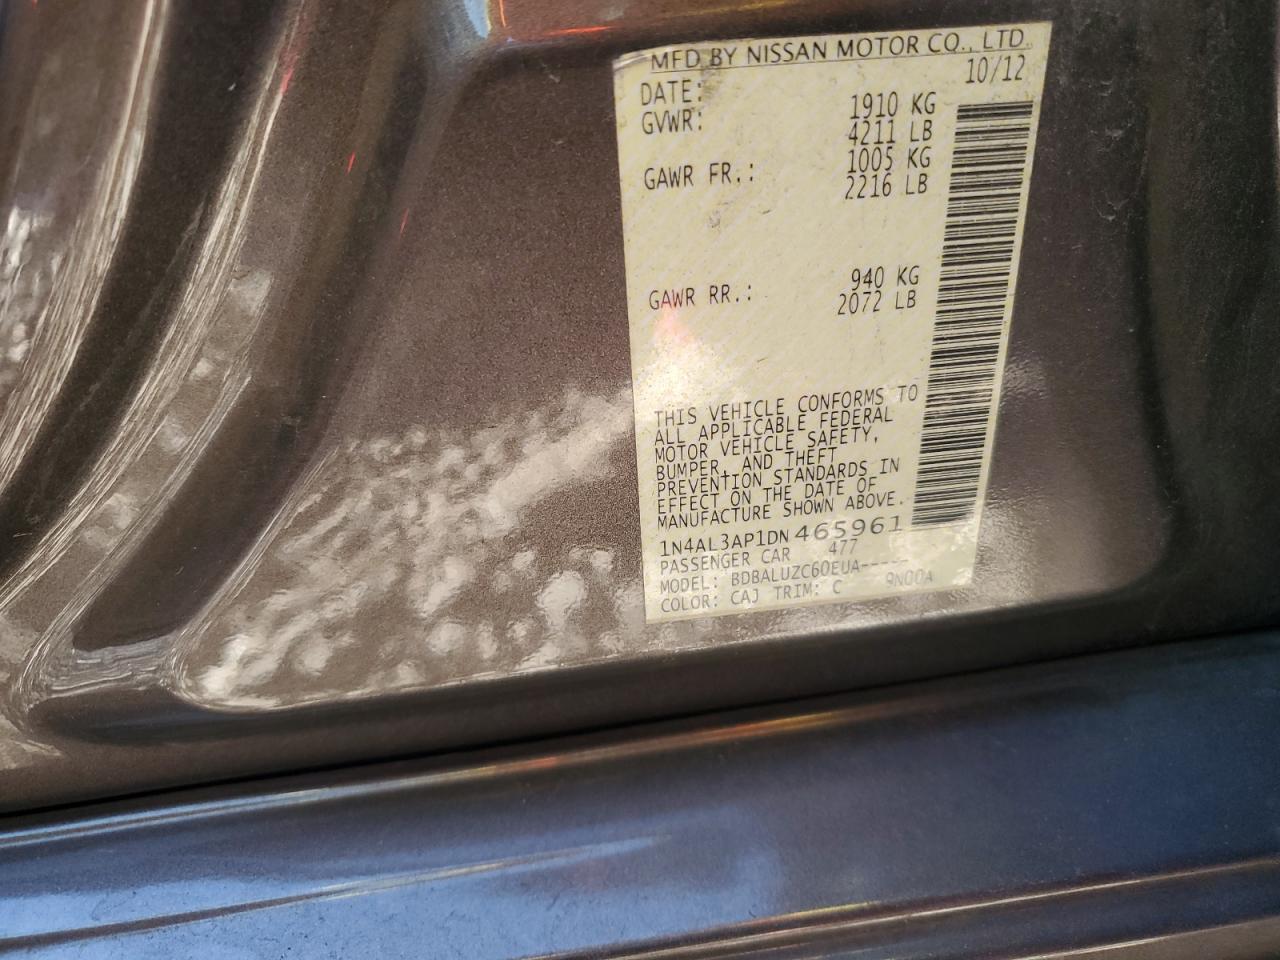 MFD BY NISSAN MOTOR CO., LTD.
DATE: 10/12
GVWR: 1910 KG
4211 LB
GAWR FR.: 1005 KG
2216 LB
GAWR RR.: 940 KG
2072 LB
THIS VEHICLE CONFORMS TO
ALL APPLICABLE FEDERAL
MOTOR VEHICLE SAFETY,
BUMPER, AND THEFT
PREVENTION STANDARDS IN
EFFECT ON THE DATE OF
MANUFACTURE SHOWN ABOVE.
1N4AL3AP1DN465961
PASSENGER CAR 477
MODEL: BDBALUZC60EUA-----
COLOR: CAJ TRIM: C 9N00A